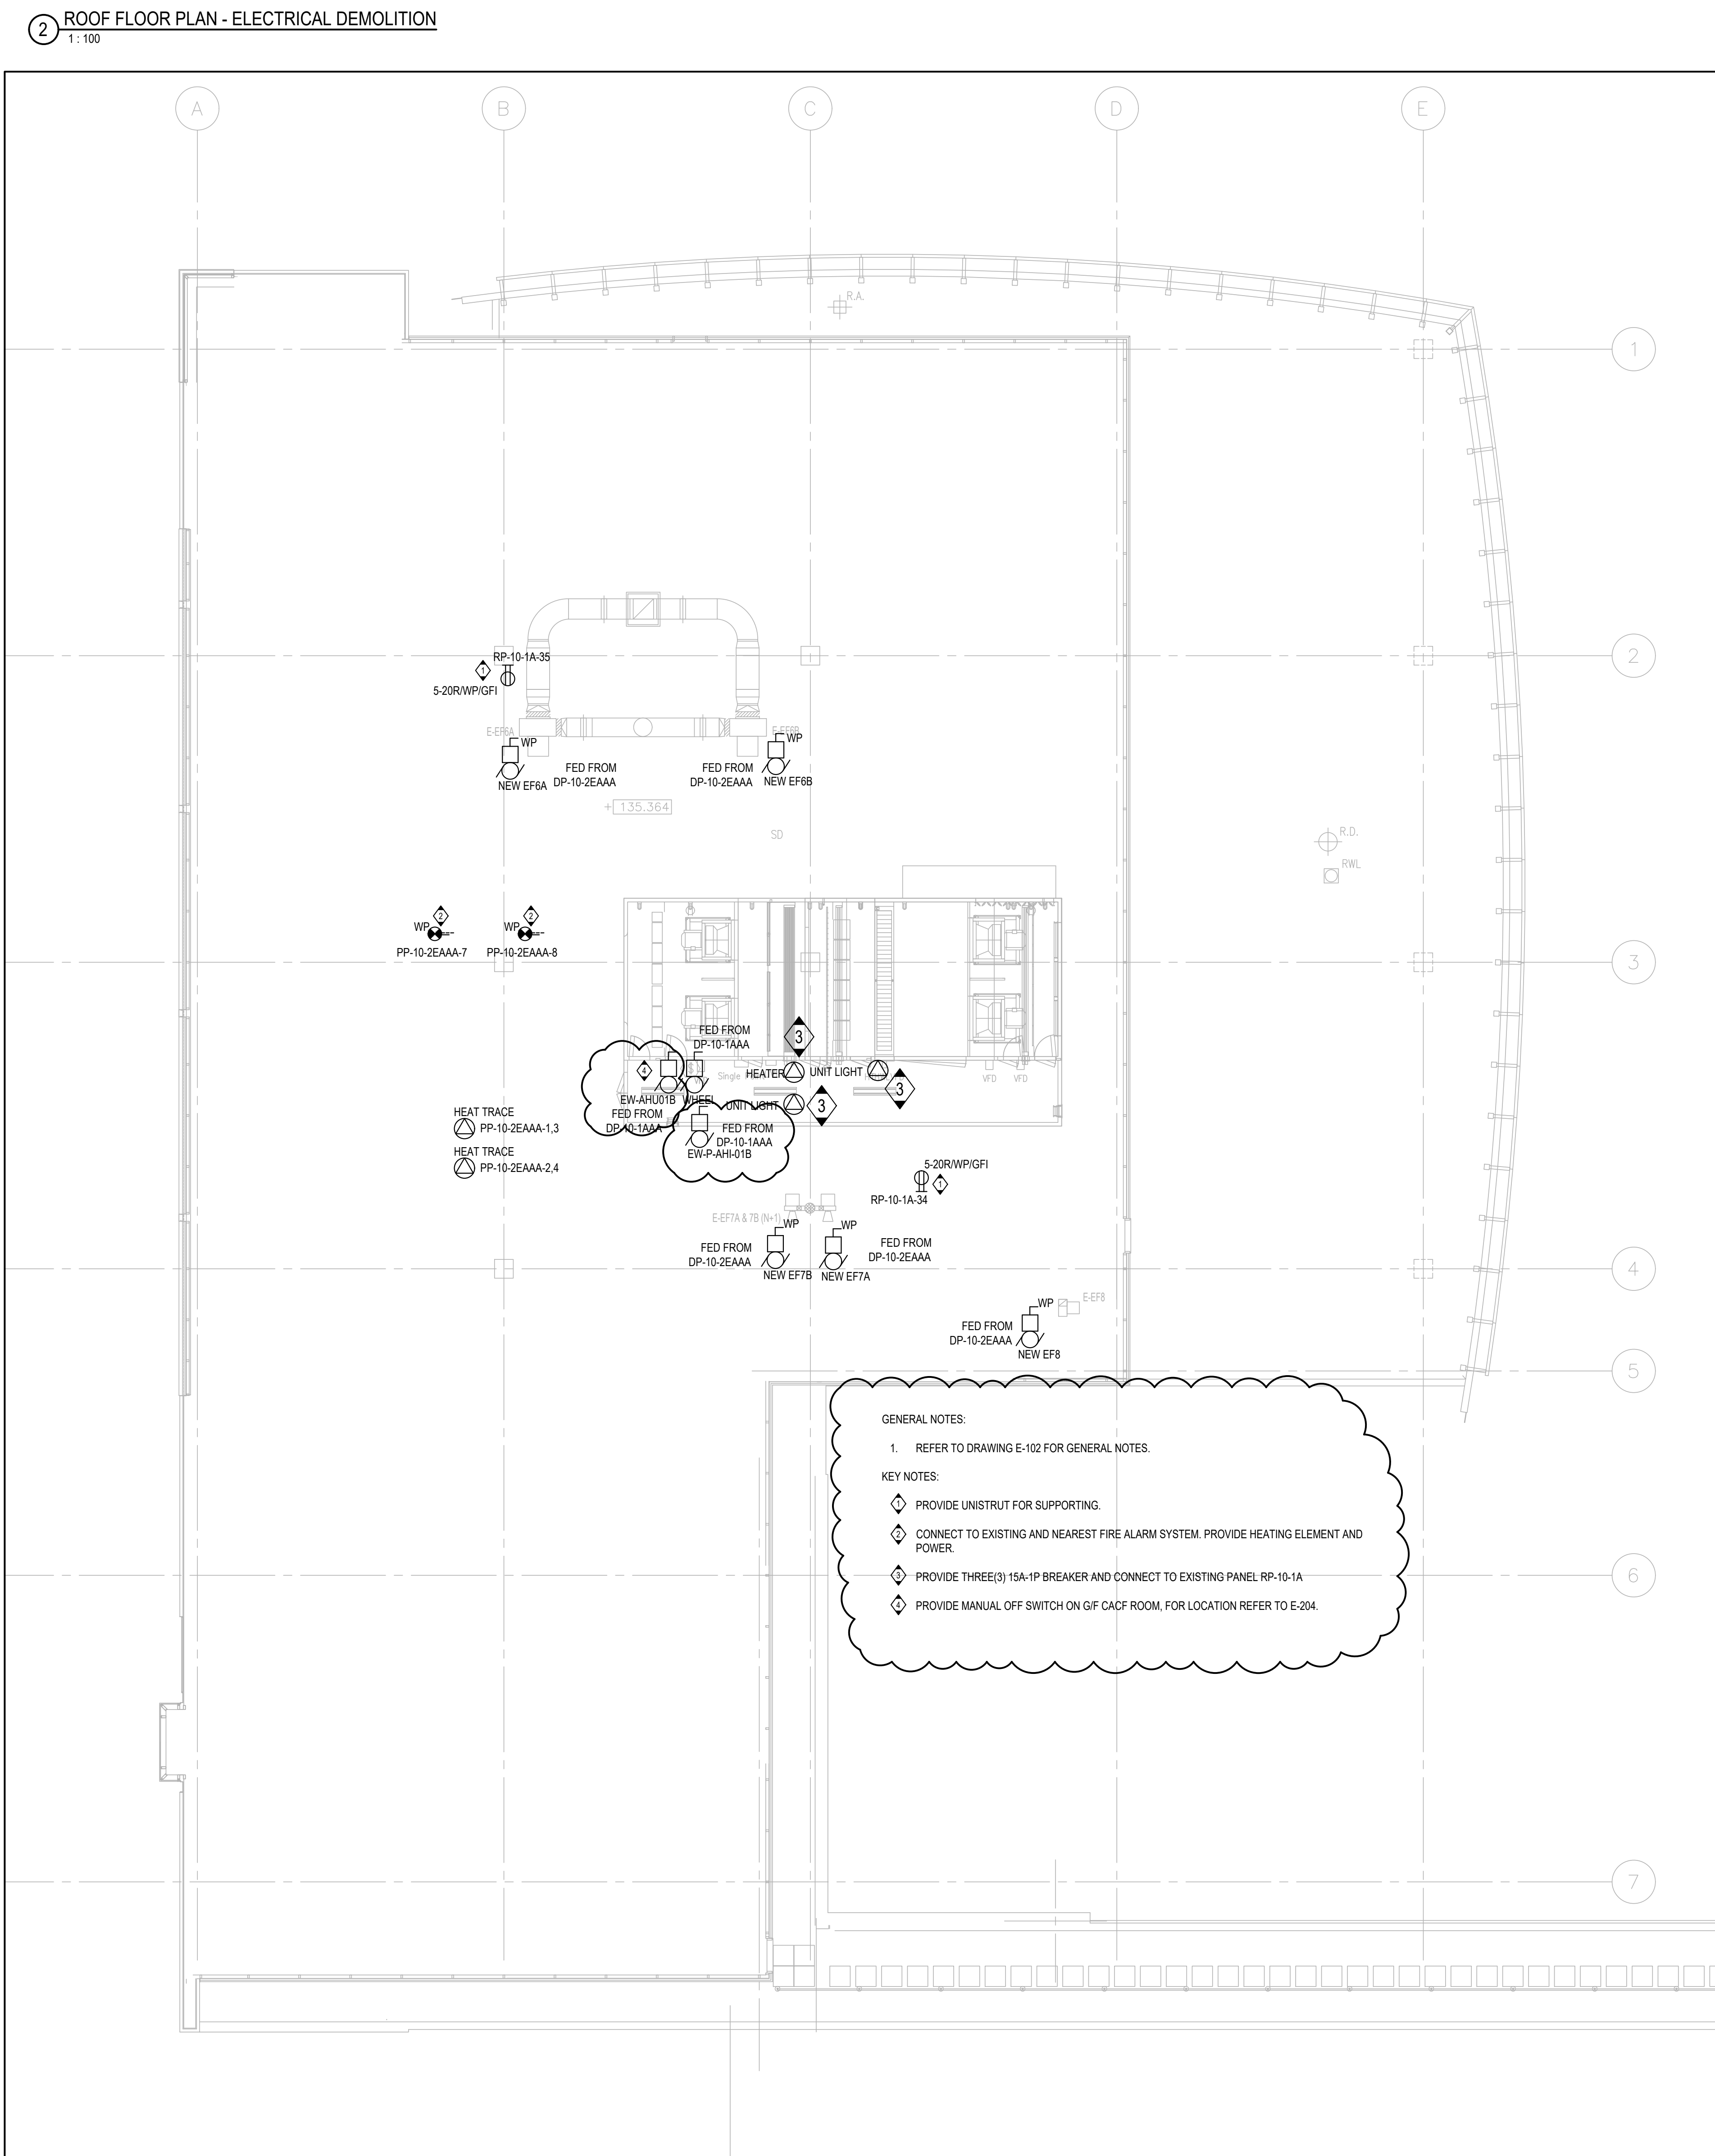 2
ROOF FLOOR PLAN - ELECTRICAL DEMOLITION
1 : 100
A
B
C
D
E
R.A.
1
2
RP-10-1A-35
1
5-20R/WP/GFI
E-EF6A
E-EF6B
WP
WP
FED FROM
DP-10-2EAAA
FED FROM
DP-10-2EAAA
NEW EF6A
NEW EF6B
135.364
SD
R.D.
RWL
2
2
WP
WP
PP-10-2EAAA-7
PP-10-2EAAA-8
3
FED FROM
DP-10-1AAA
3
4
HEATER
UNIT LIGHT
Single
VFD
VFD
3
EW-AHU01B
WHEEL
UNIT LIGHT
3
FED FROM
DP-10-1AAA
FED FROM
DP-10-1AAA
EW-P-AHI-01B
HEAT TRACE
PP-10-2EAAA-1,3
HEAT TRACE
PP-10-2EAAA-2,4
5-20R/WP/GFI
1
RP-10-1A-34
E-EF7A & 7B (N+1)
WP
WP
FED FROM
DP-10-2EAAA
FED FROM
DP-10-2EAAA
NEW EF7B
NEW EF7A
4
E-EF8
WP
FED FROM
DP-10-2EAAA
NEW EF8
5
GENERAL NOTES:
1. REFER TO DRAWING E-102 FOR GENERAL NOTES.
KEY NOTES:
1 PROVIDE UNISTRUT FOR SUPPORTING.
2 CONNECT TO EXISTING AND NEAREST FIRE ALARM SYSTEM. PROVIDE HEATING ELEMENT AND
POWER.
3 PROVIDE THREE(3) 15A-1P BREAKER AND CONNECT TO EXISTING PANEL RP-10-1A
4 PROVIDE MANUAL OFF SWITCH ON G/F CACF ROOM, FOR LOCATION REFER TO E-204.
6
7